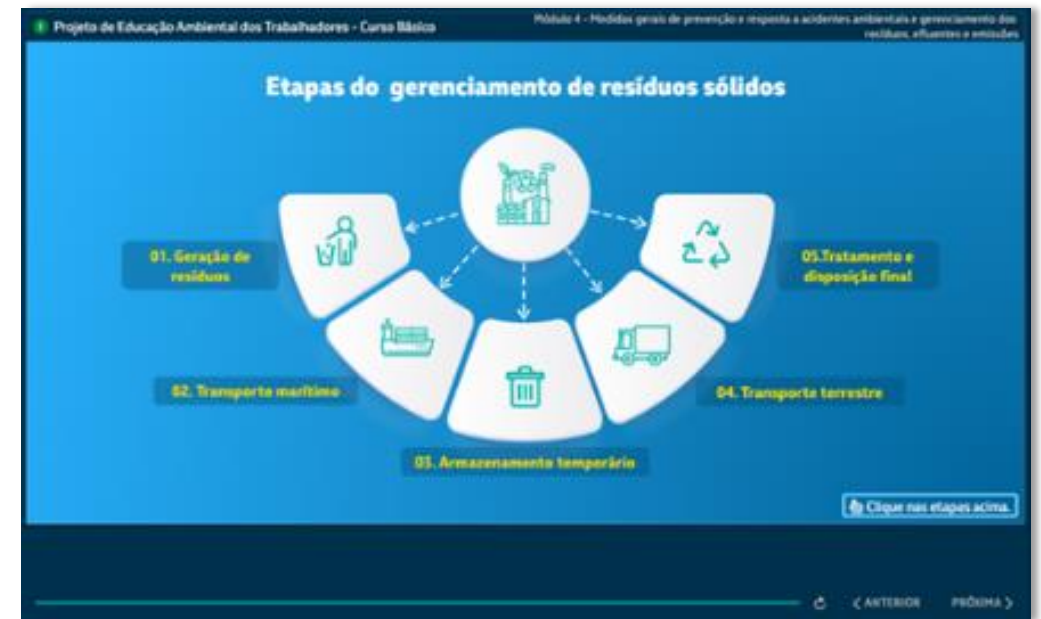 Projeto de Educação Ambiental dos Trabalhadores - Curso Básico
Módulo 4 - Medidas gerais de prevenção e resposta a acidentes ambientais e gerenciamento dos
resíduos, efluentes e emissões
Etapas do gerenciamento de resíduos sólidos
01. Geração de
resíduos
05.Tratamento e
disposição final
02. Transporte marítimo
04. Transporte terrestre
03. Armazenamento temporário
Clique nas etapas acima.
ANTERIOR
PRÓXIMA